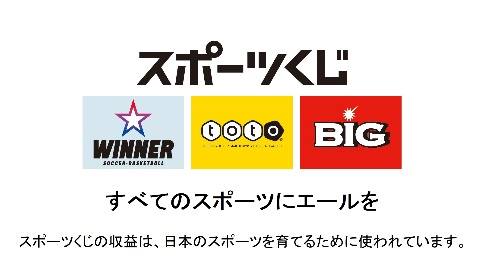 スポーツくじ
WINNER
SOCCER・BASKETBALL
toto
BIG
すべてのスポーツにエールを
スポーツくじの収益は、日本のスポーツを育てるために使われています。